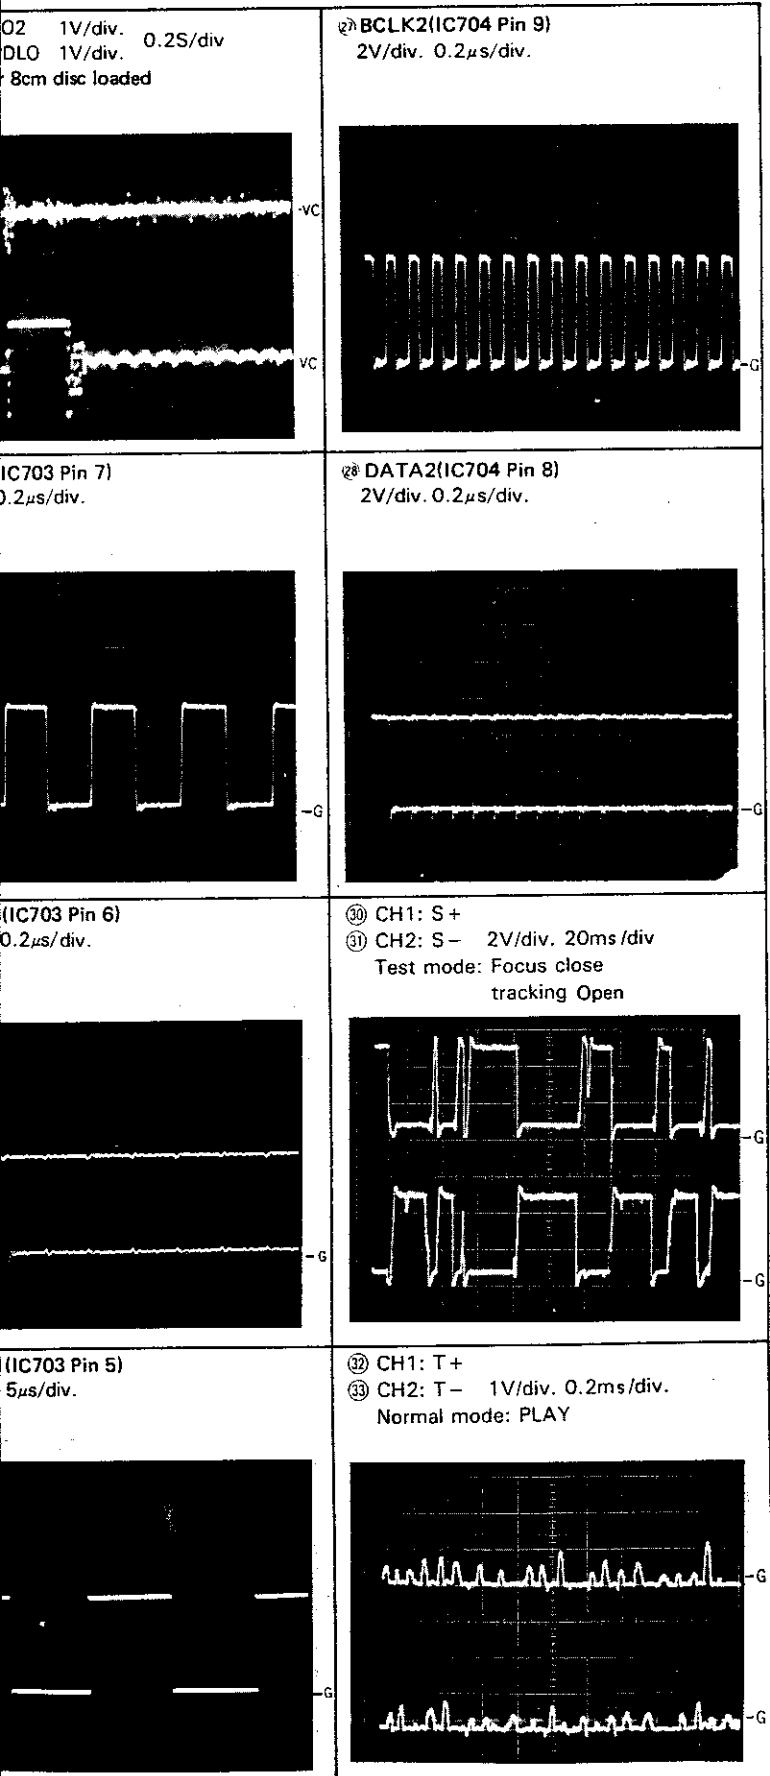 O2 1V/div. 0.2S/div
DLO 1V/div.
8cm disc loaded
-VC
VC
㉗ BCLK2(IC704 Pin 9)
2V/div. 0.2μs/div.
-G
IC703 Pin 7)
0.2μs/div.
-G
㉘ DATA2(IC704 Pin 8)
2V/div. 0.2μs/div.
-G
(IC703 Pin 6)
0.2μs/div.
-G
㉚ CH1: S+
㉛ CH2: S- 2V/div. 20ms/div
Test mode: Focus close
tracking Open
-G
-G
(IC703 Pin 5)
5μs/div.
-G
㉜ CH1: T+
㉝ CH2: T- 1V/div. 0.2ms/div.
Normal mode: PLAY
-G
-G